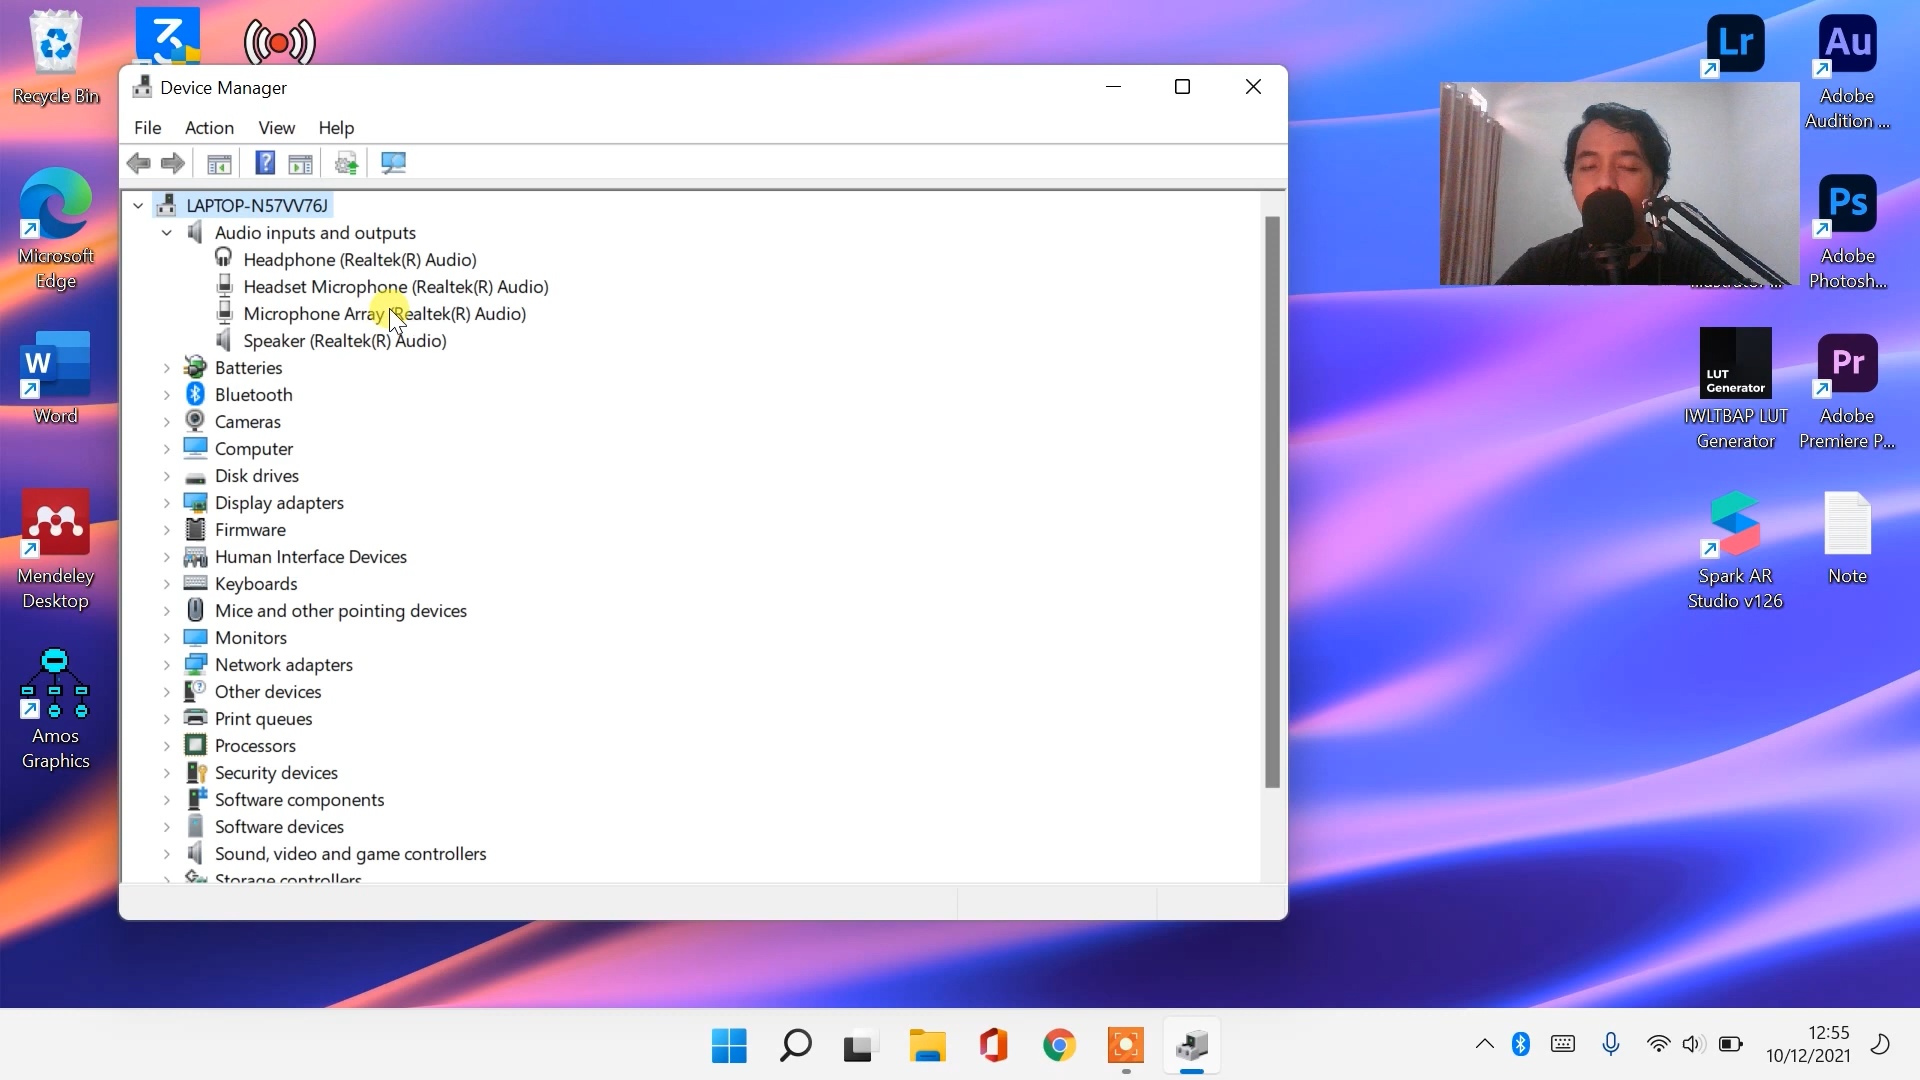 Recycle Bin
Lr
Au
Adobe
Audition ...
Device Manager
File
Action
View
Help
LAPTOP-N57VV76J
Audio inputs and outputs
Headphone (Realtek(R) Audio)
Headset Microphone (Realtek(R) Audio)
Microphone Array (Realtek(R) Audio)
Speaker (Realtek(R) Audio)
Batteries
Bluetooth
Cameras
Computer
Disk drives
Display adapters
Firmware
Human Interface Devices
Keyboards
Mice and other pointing devices
Monitors
Network adapters
Other devices
Print queues
Processors
Security devices
Software components
Software devices
Sound, video and game controllers
Storage controllers
Microsoft
Edge
W
Word
Mendeley
Desktop
Amos
Graphics
Ps
Adobe
Photosh...
LUT
Generator
IWLTBAP LUT
Generator
Pr
Adobe
Premiere P...
Spark AR
Studio v126
Note
12:55
10/12/2021